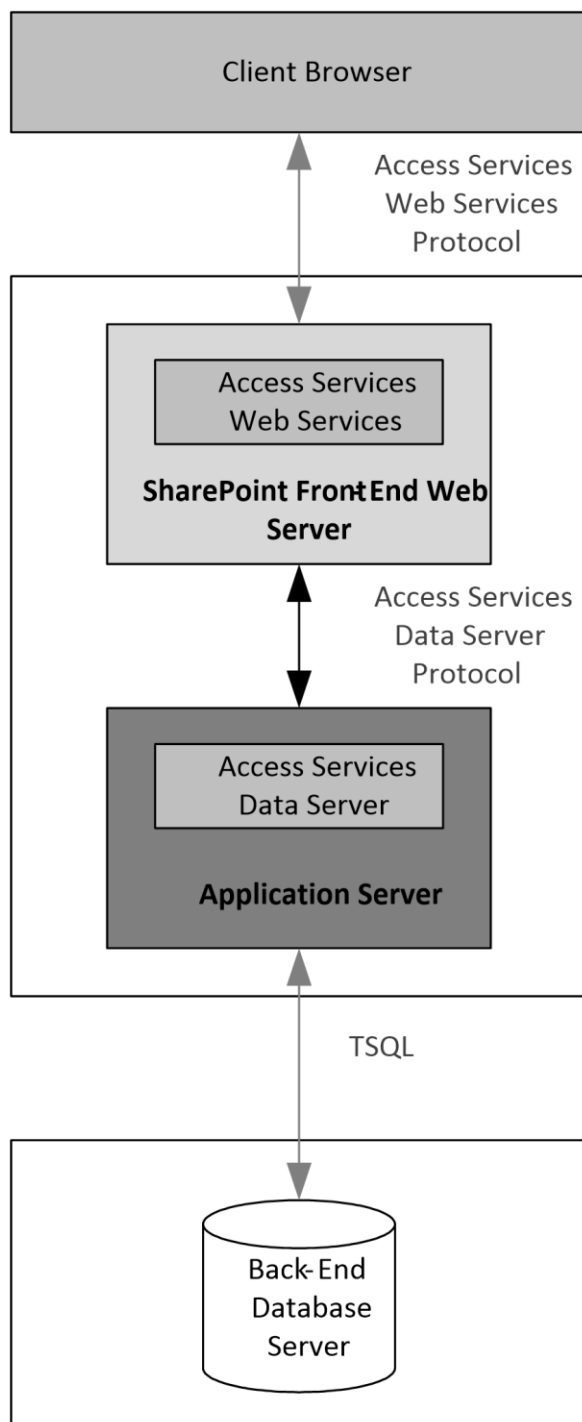 Client Browser
Access Services
Web Services
Protocol
Access Services
Web Services
SharePoint Front-End Web
Server
Access Services
Data Server
Protocol
Access Services
Data Server
Application Server
TSQL
Back-End
Database
Server